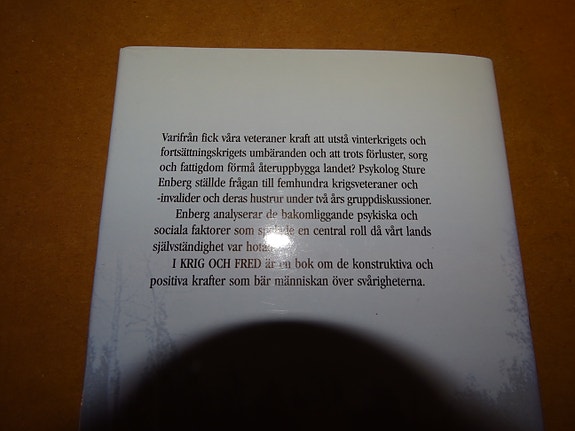 Varifrån fick våra veteraner kraft att utstå vinterkrigets och
fortsättningskrigets umbäranden och att trots förluster, sorg
och fattigdom förmå återuppbygga landet? Psykolog Sture
Enberg ställde frågan till femhundra krigsveteraner och
-invalider och deras hustrur under två års gruppdiskussioner.
Enberg analyserar de bakomliggande psykiska och
sociala faktorer som en central roll då vårt lands
självständighet var
I KRIG OCH FRED är en bok om de konstruktiva och
positiva krafter som bär människan över svårigheterna.